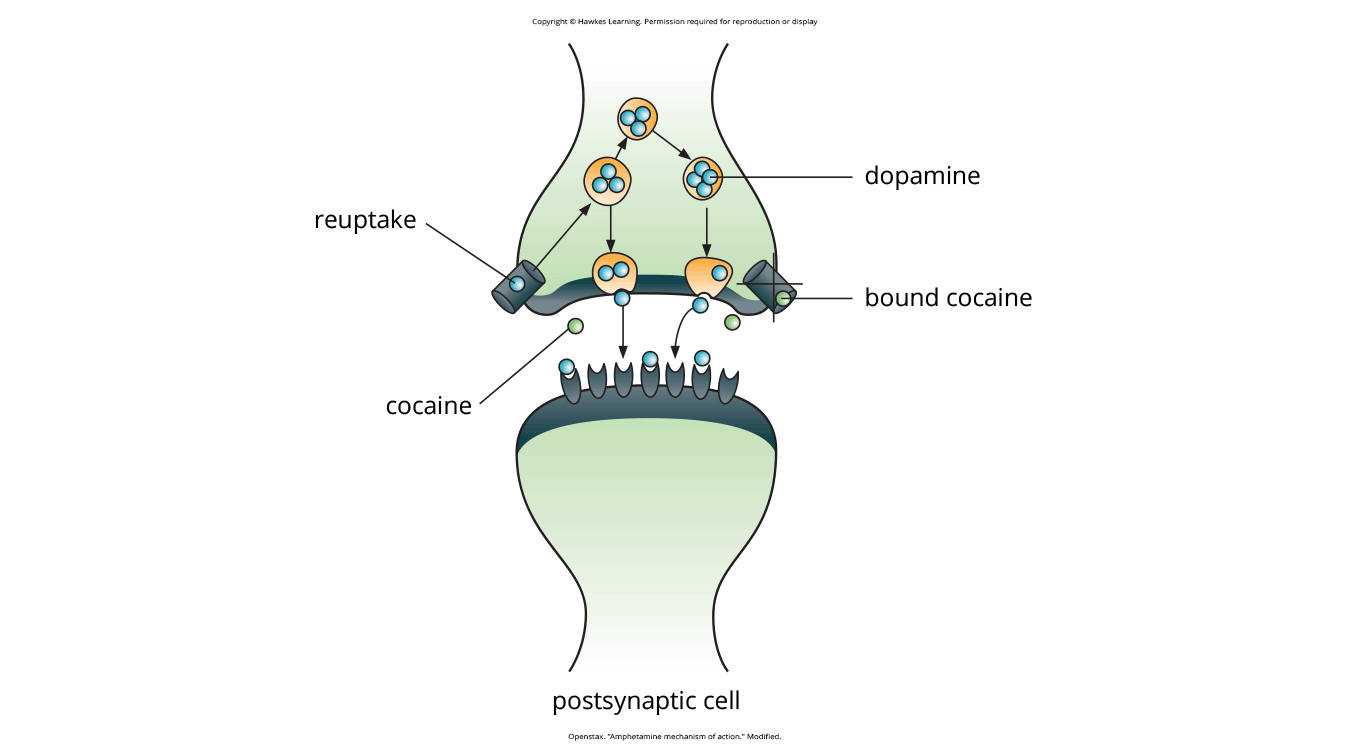 Copyright © Hawkes Learning. Permission required for reproduction or display
dopamine
reuptake
bound cocaine
cocaine
postsynaptic cell
Openstax. "Amphetamine mechanism of action." Modified.